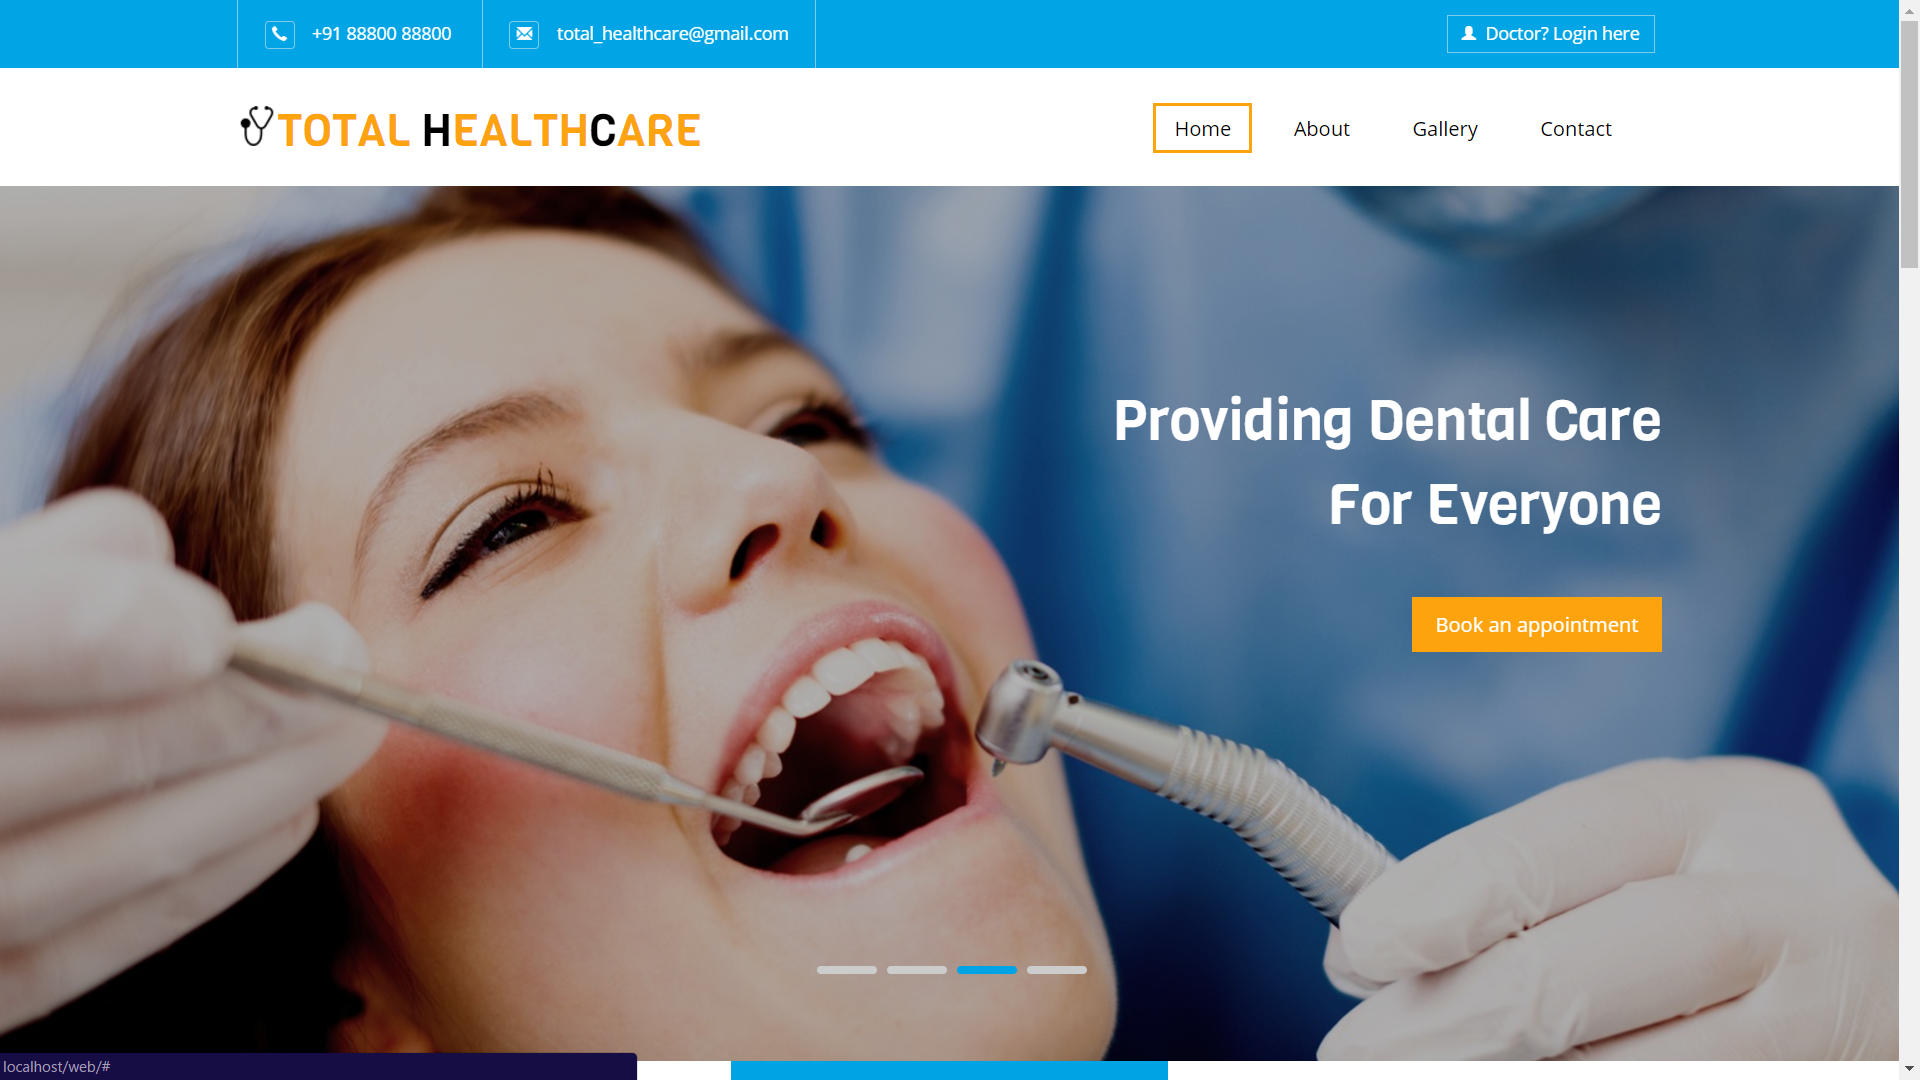 +91 88800 88800
total_healthcare@gmail.com
Doctor? Login here
TOTAL HEALTHCARE
Home
About
Gallery
Contact
Providing Dental Care
For Everyone
Book an appointment
localhost/web/#